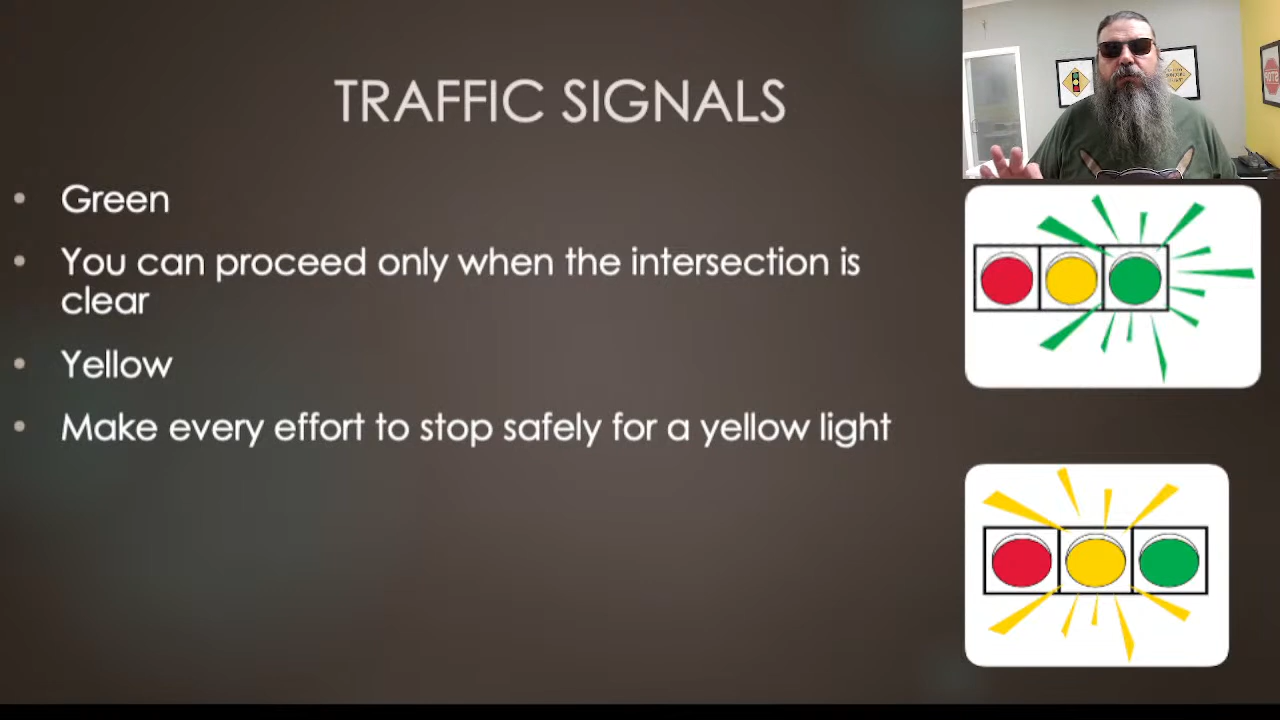 TRAFFIC SIGNALS
• Green
• You can proceed only when the intersection is
clear
• Yellow
• Make every effort to stop safely for a yellow light